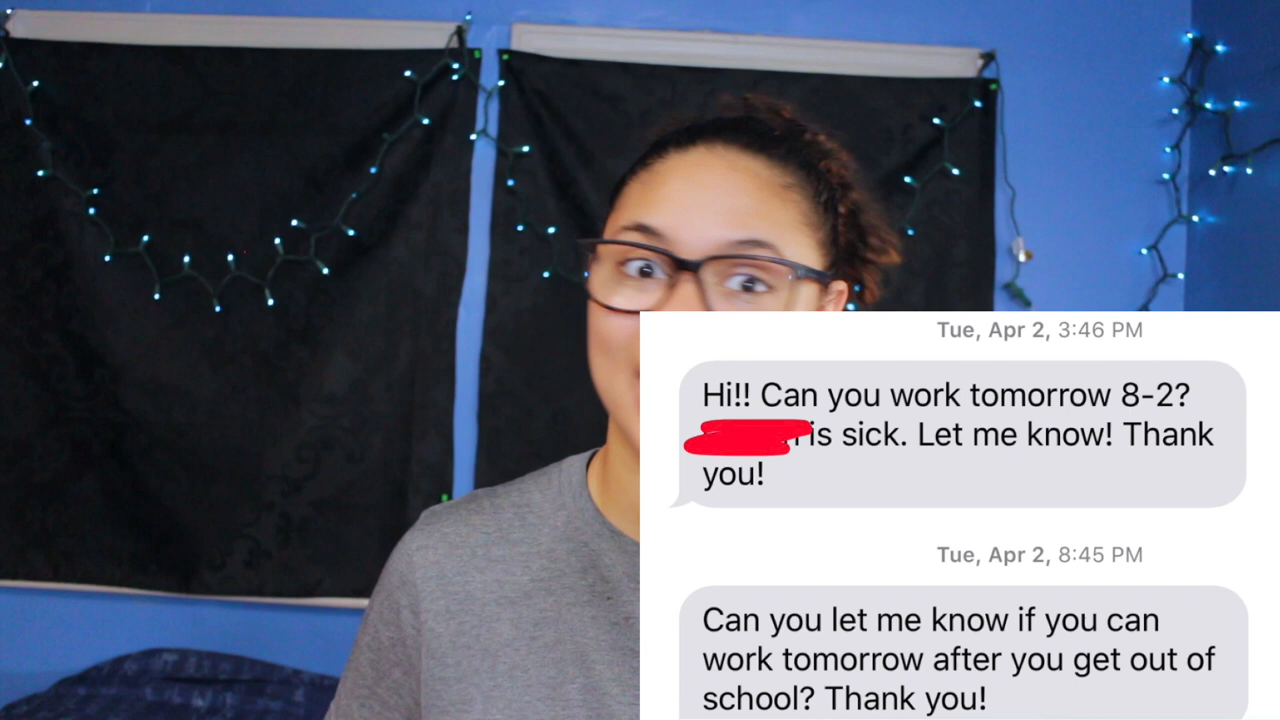 Tue, Apr 2, 3:46 PM
Hi!! Can you work tomorrow 8-2?
is sick. Let me know! Thank
you!
Tue, Apr 2, 8:45 PM
Can you let me know if you can
work tomorrow after you get out of
school? Thank you!